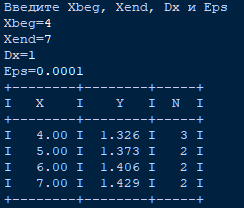 Введите Xbeg, Xend, Dx и Eps
Xbeg=4
Xend=7
Dx=1
Eps=0.0001
+--------+--------+-----+
I   X    I    Y   I  N  I
+--------+--------+-----+
I   4.00 I  1.326 I   3 I
I   5.00 I  1.373 I   2 I
I   6.00 I  1.406 I   2 I
I   7.00 I  1.429 I   2 I
+--------+--------+-----+